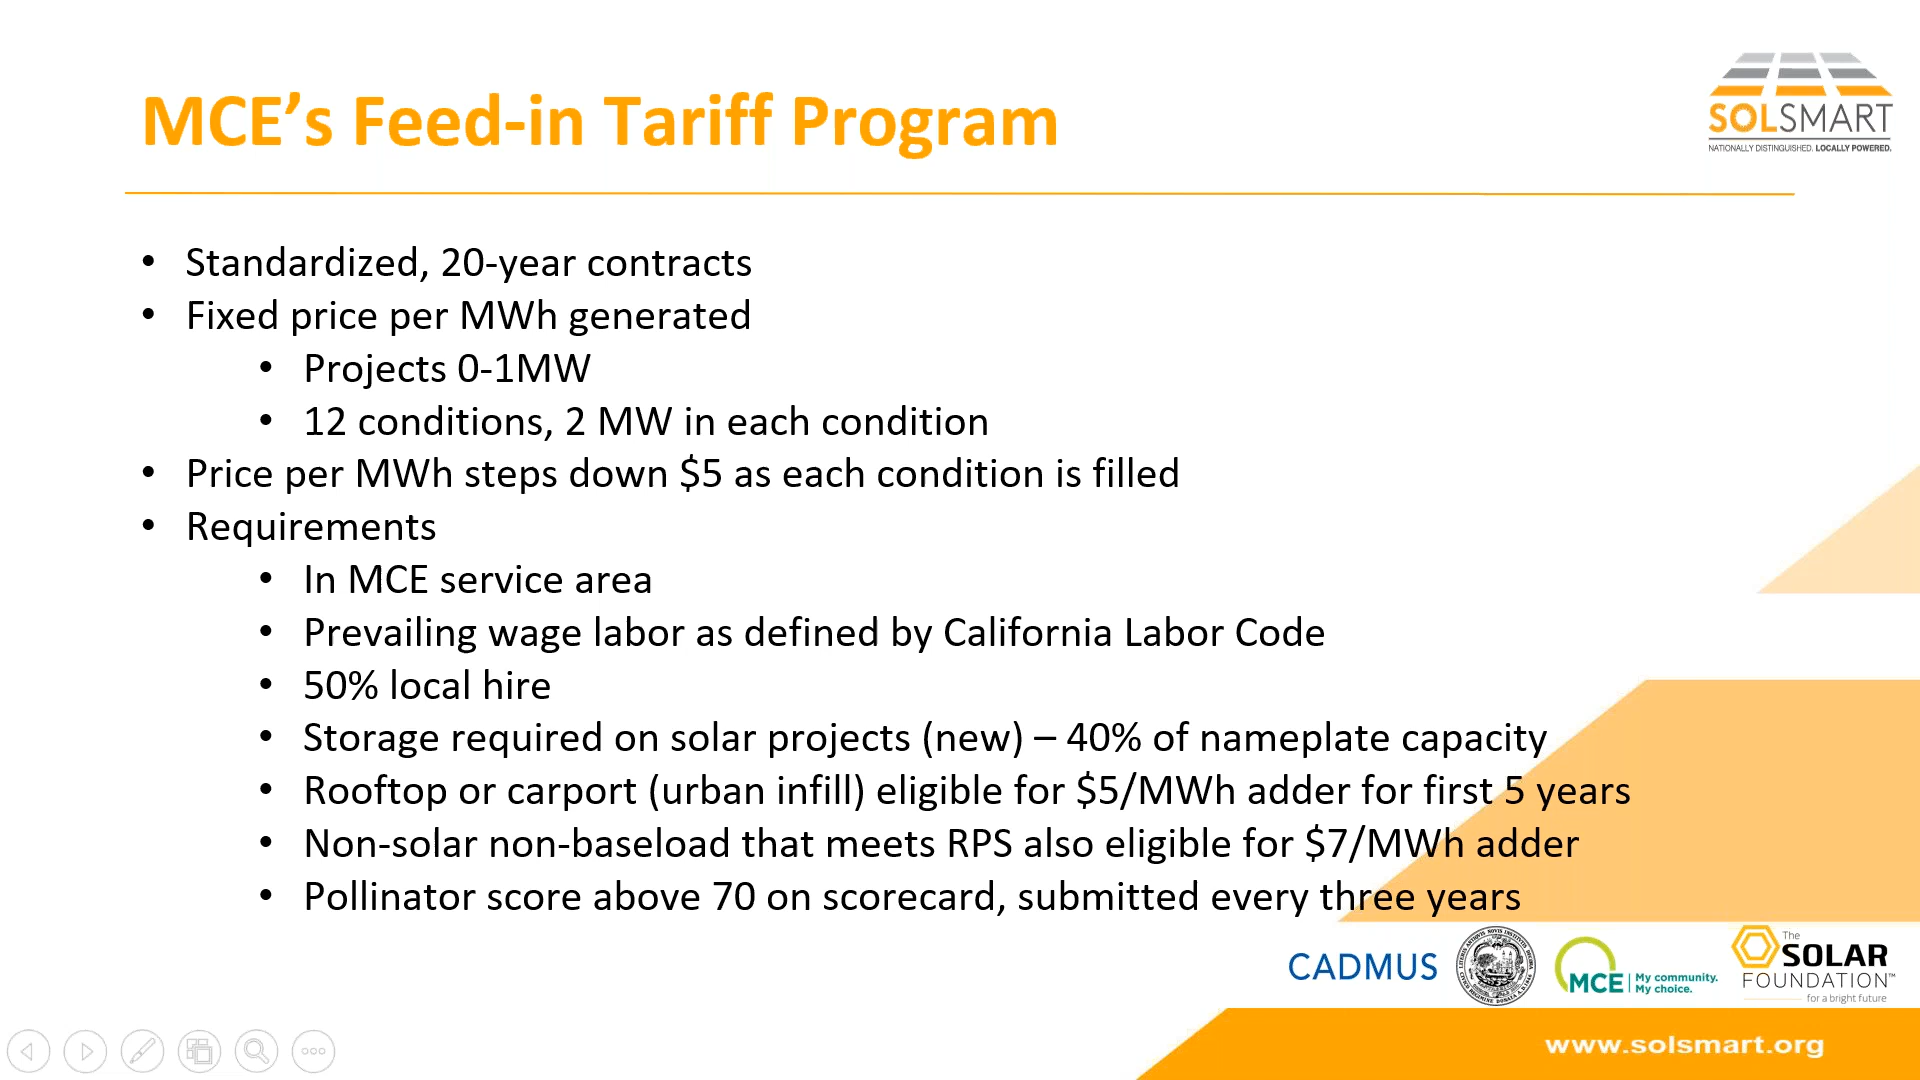 MCE’s Feed-in Tariff Program
SOLSMART
NATIONALLY DISTINGUISHED. LOCALLY POWERED.
• Standardized, 20-year contracts
• Fixed price per MWh generated
• Projects 0-1MW
• 12 conditions, 2 MW in each condition
• Price per MWh steps down $5 as each condition is filled
• Requirements
• In MCE service area
• Prevailing wage labor as defined by California Labor Code
• 50% local hire
• Storage required on solar projects (new) – 40% of nameplate capacity
• Rooftop or carport (urban infill) eligible for $5/MWh adder for first 5 years
• Non-solar non-baseload that meets RPS also eligible for $7/MWh adder
• Pollinator score above 70 on scorecard, submitted every three years
CADMUS
MCE My community.
My choice.
The
SOLAR
FOUNDATION™
for a bright future
www.solsmart.org